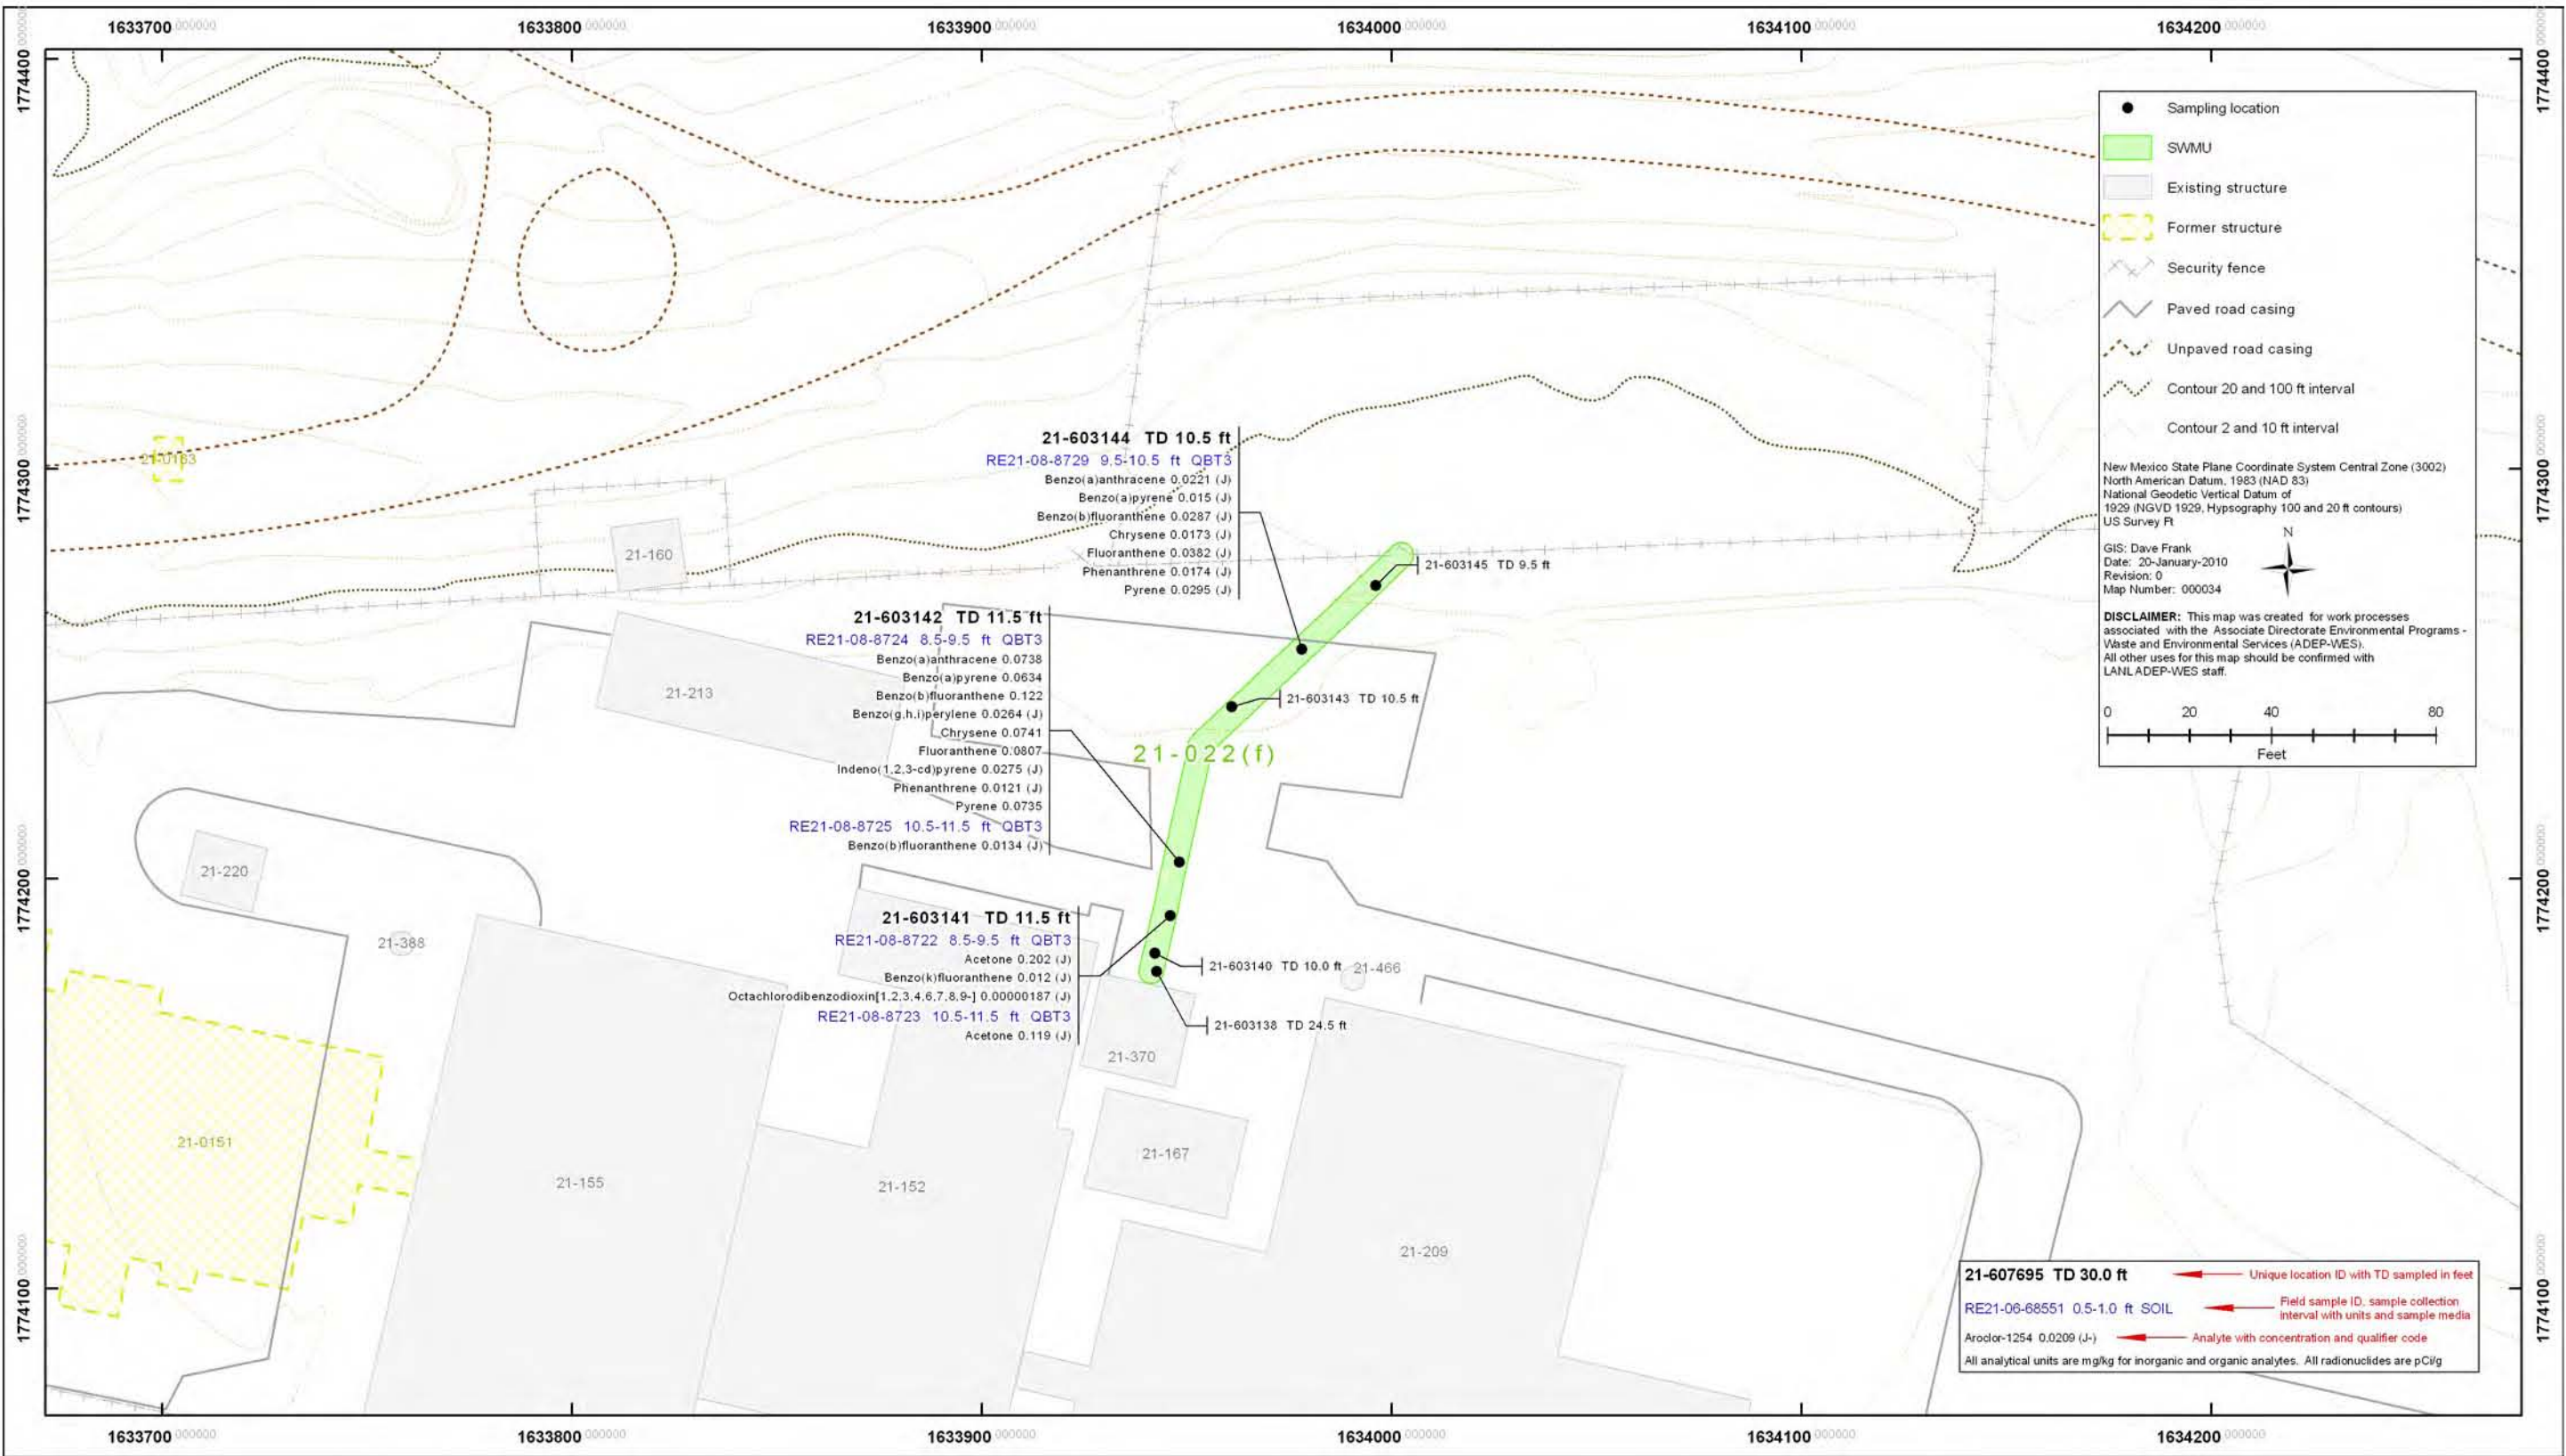 1633700.000000 1633800.000000 1633900.000000 1634000.000000 1634100.000000 1634200.000000
1774400.000000
1774300.000000
1774200.000000
1774100.000000
1774400.000000
1774300.000000
1774200.000000
1774100.000000
Sampling location
SWMU
Existing structure
Former structure
Security fence
Paved road casing
Unpaved road casing
Contour 20 and 100 ft interval
Contour 2 and 10 ft interval
New Mexico State Plane Coordinate System Central Zone (3002)
North American Datum, 1983 (NAD 83)
National Geodetic Vertical Datum of
1929 (NGVD 1929, Hypsography 100 and 20 ft contours)
US Survey Ft
N
GIS: Dave Frank
Date: 20-January-2010
Revision: 0
Map Number: 000034
DISCLAIMER: This map was created for work processes
associated with the Associate Directorate Environmental Programs -
Waste and Environmental Services (ADEP-WES).
All other uses for this map should be confirmed with
LANL ADEP-WES staff.
0 20 40 80
Feet
21-603144 TD 10.5 ft
RE21-08-8729 9.5-10.5 ft QBT3
Benzo(a)anthracene 0.0221 (J)
Benzo(a)pyrene 0.015 (J)
Benzo(b)fluoranthene 0.0287 (J)
Chrysene 0.0173 (J)
Fluoranthene 0.0382 (J)
Phenanthrene 0.0174 (J)
Pyrene 0.0295 (J)
21-603145 TD 9.5 ft
21-0163
21-160
21-603142 TD 11.5 ft
RE21-08-8724 8.5-9.5 ft QBT3
Benzo(a)anthracene 0.0738
Benzo(a)pyrene 0.0634
Benzo(b)fluoranthene 0.122
Benzo(g,h,i)perylene 0.0264 (J)
Chrysene 0.0741
Fluoranthene 0.0807
Indeno(1,2,3-cd)pyrene 0.0275 (J)
Phenanthrene 0.0121 (J)
Pyrene 0.0735
RE21-08-8725 10.5-11.5 ft QBT3
Benzo(b)fluoranthene 0.0134 (J)
21-213
21-603143 TD 10.5 ft
21-022(f)
21-220
21-388
21-603141 TD 11.5 ft
RE21-08-8722 8.5-9.5 ft QBT3
Acetone 0.202 (J)
Benzo(k)fluoranthene 0.012 (J)
Octachlorodibenzodioxin[1,2,3,4,6,7,8,9-] 0.00000187 (J)
RE21-08-8723 10.5-11.5 ft QBT3
Acetone 0.119 (J)
21-603140 TD 10.0 ft
21-466
21-603138 TD 24.5 ft
21-370
21-0151
21-155
21-152
21-167
21-209
21-607695 TD 30.0 ft
Unique location ID with TD sampled in feet
RE21-06-68551 0.5-1.0 ft SOIL
Field sample ID, sample collection
interval with units and sample media
Aroclor-1254 0.0209 (J-)
Analyte with concentration and qualifier code
All analytical units are mg/kg for inorganic and organic analytes. All radionuclides are pCi/g
1633700.000000 1633800.000000 1633900.000000 1634000.000000 1634100.000000 1634200.000000